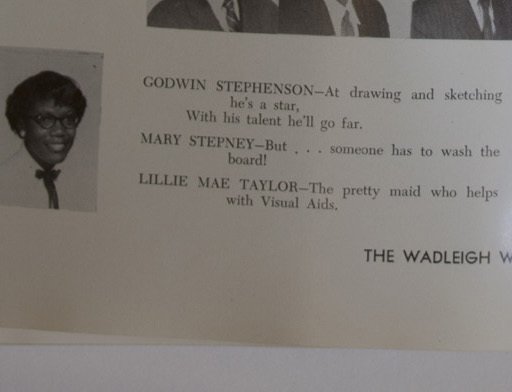 GODWIN STEPHENSON—At drawing and sketching
he's a star,
With his talent he'll go far.
MARY STEPNEY—But . . . someone has to wash the
board!
LILLIE MAE TAYLOR—The pretty maid who helps
with Visual Aids.
THE WADLEIGH W